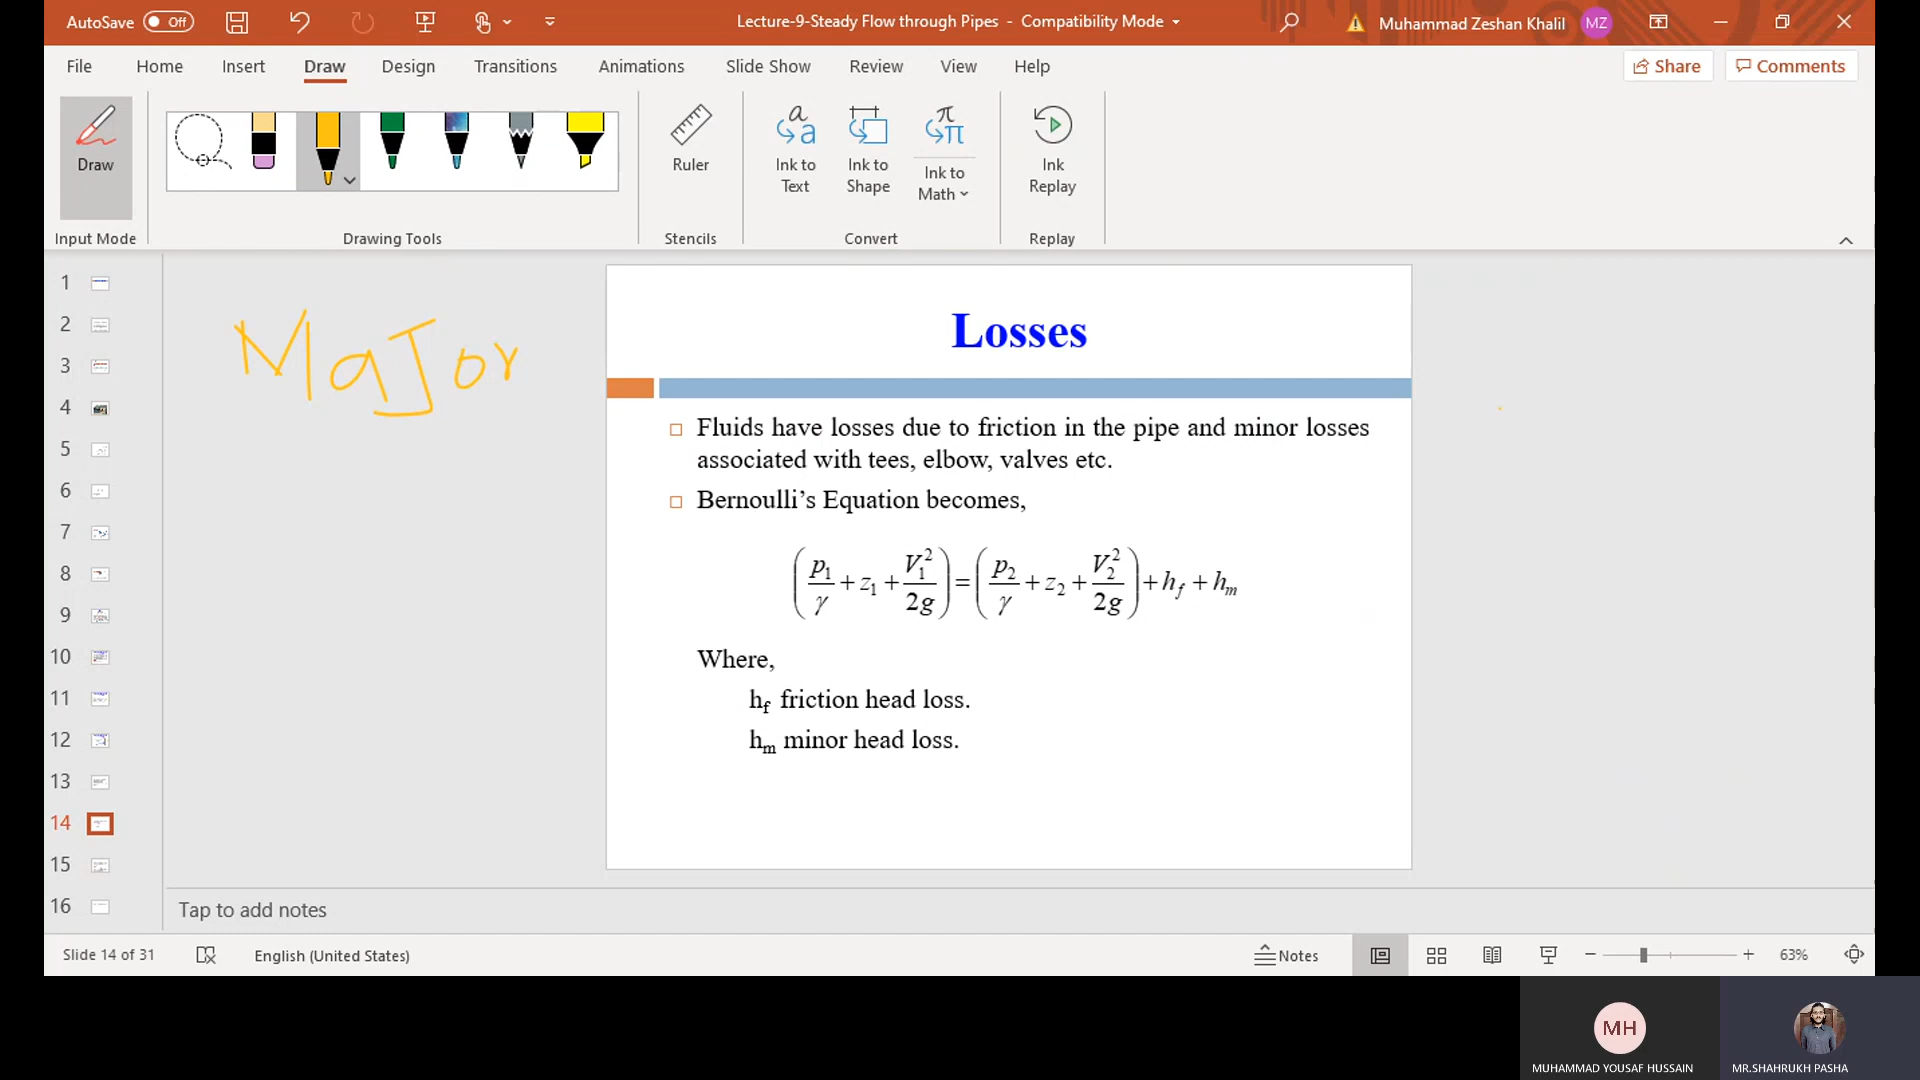 AutoSave Off
Lecture-9-Steady Flow through Pipes - Compatibility Mode
Muhammad Zeshan Khalil MZ
File Home Insert Draw Design Transitions Animations Slide Show Review View Help
Share Comments
Draw
Ruler
Ink to Text
Ink to Shape
Ink to Math
Ink Replay
Input Mode Drawing Tools Stencils Convert Replay
1
2
3
4
5
6
7
8
9
10
11
12
13
14
15
16
MaJor
Losses
Fluids have losses due to friction in the pipe and minor losses
associated with tees, elbow, valves etc.
Bernoulli’s Equation becomes,
(p₁/γ + z₁ + V₁²/2g) = (p₂/γ + z₂ + V₂²/2g) + h_f + h_m
Where,
h_f friction head loss.
h_m minor head loss.
Tap to add notes
Slide 14 of 31 English (United States) Notes 63%
MH
MUHAMMAD YOUSAF HUSSAIN MR.SHAHRUKH PASHA